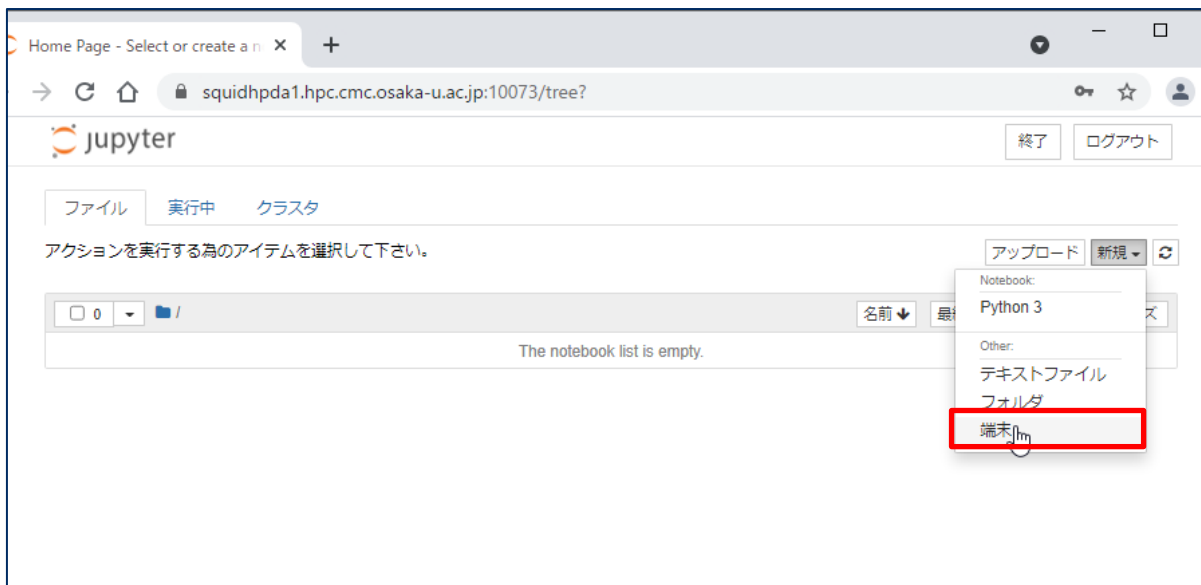 Home Page - Select or create a n
squidhpda1.hpc.cmc.osaka-u.ac.jp:10073/tree?
jupyter
終了 ログアウト
ファイル 実行中 クラスタ
アクションを実行する為のアイテムを選択して下さい。
アップロード 新規
Notebook:
0 / 名前 最 ズ
Python 3
The notebook list is empty.
Other:
テキストファイル
フォルダ
端末